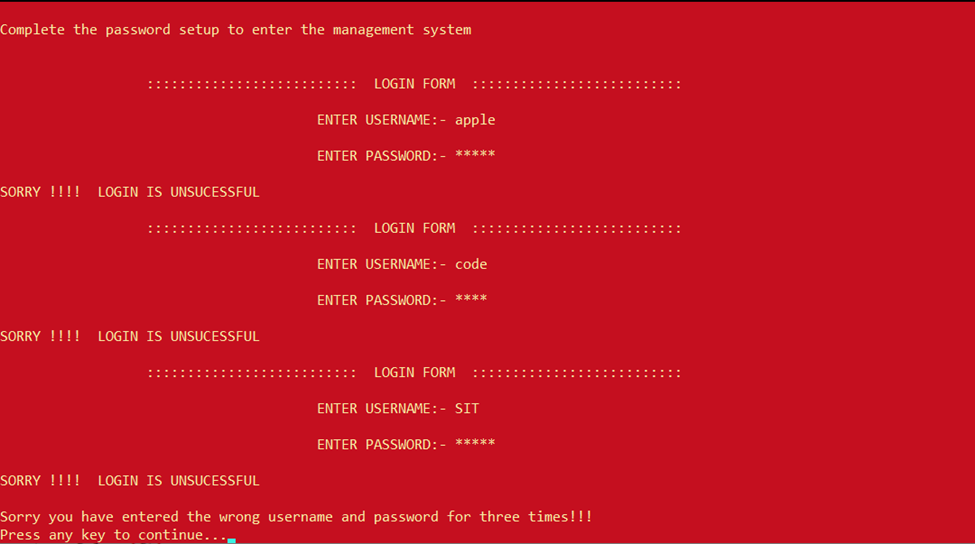 Complete the password setup to enter the management system
:::::::::::::::::::::::::: LOGIN FORM ::::::::::::::::::::::::::
ENTER USERNAME:- apple
ENTER PASSWORD:- *****
SORRY !!!! LOGIN IS UNSUCESSFUL
:::::::::::::::::::::::::: LOGIN FORM ::::::::::::::::::::::::::
ENTER USERNAME:- code
ENTER PASSWORD:- ****
SORRY !!!! LOGIN IS UNSUCESSFUL
:::::::::::::::::::::::::: LOGIN FORM ::::::::::::::::::::::::::
ENTER USERNAME:- SIT
ENTER PASSWORD:- *****
SORRY !!!! LOGIN IS UNSUCESSFUL
Sorry you have entered the wrong username and password for three times!!!
Press any key to continue...